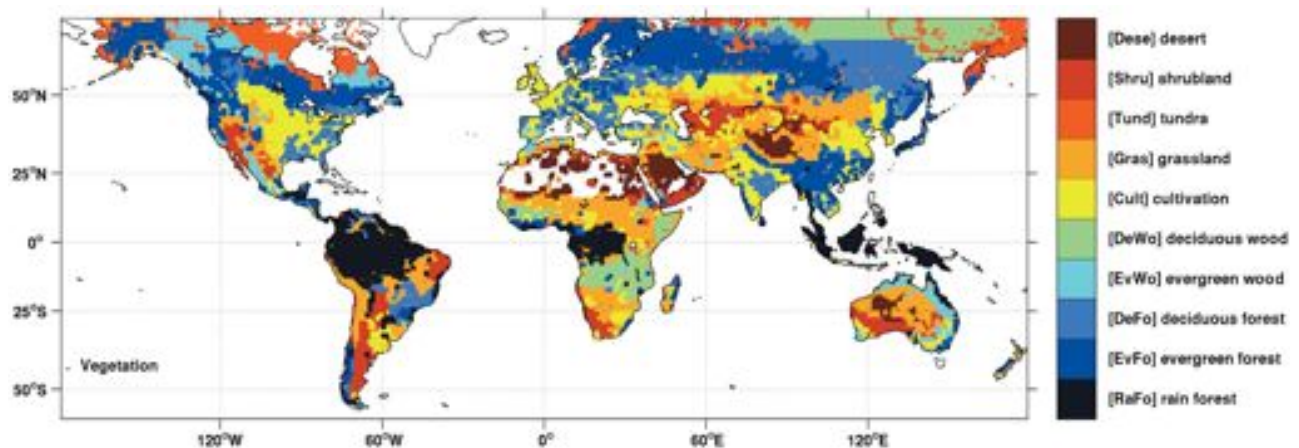 50°N
25°N
0°
25°S
50°S
Vegetation
120°W
60°W
0°
60°E
120°E
[Dese] desert
[Shru] shrubland
[Tund] tundra
[Gras] grassland
[Cult] cultivation
[DeWo] deciduous wood
[EvWo] evergreen wood
[DeFo] deciduous forest
[EvFo] evergreen forest
[RaFo] rain forest